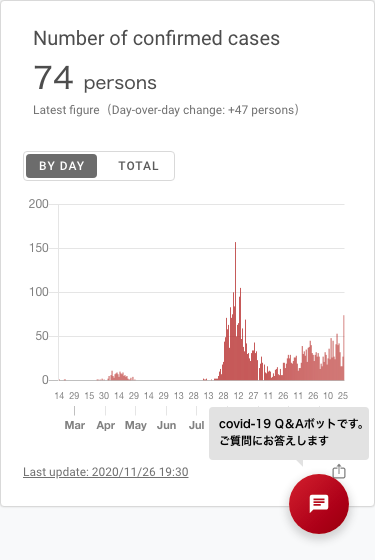 Number of confirmed cases
74 persons
Latest figure（Day-over-day change: +47 persons）
BY DAY TOTAL
200
150
100
50
0
14 29 15 30 14 29 14 29 13 28 13 28 12 27 11 26 11 26 10 25
Mar Apr May Jun Jul
covid-19 Q&Aボットです。
ご質問にお答えします
Last update: 2020/11/26 19:30